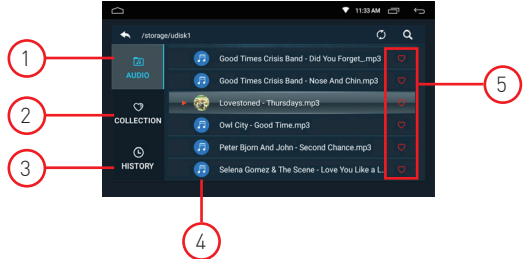 11:33 AM
/storage/udisk1
1
AUDIO
Good Times Crisis Band - Did You Forget_.mp3
Good Times Crisis Band - Nose And Chin.mp3
5
2
COLLECTION
Lovestoned - Thursdays.mp3
Owl City - Good Time.mp3
3
HISTORY
Peter Bjorn And John - Second Chance.mp3
Selena Gomez & The Scene - Love You Like a L...
4